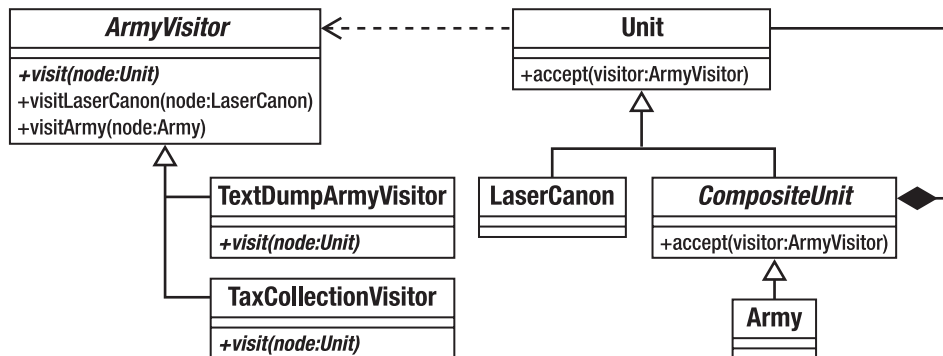 ArmyVisitor
+visit(node:Unit)
+visitLaserCanon(node:LaserCanon)
+visitArmy(node:Army)
Unit
+accept(visitor:ArmyVisitor)
TextDumpArmyVisitor
+visit(node:Unit)
TaxCollectionVisitor
+visit(node:Unit)
LaserCanon
CompositeUnit
+accept(visitor:ArmyVisitor)
Army